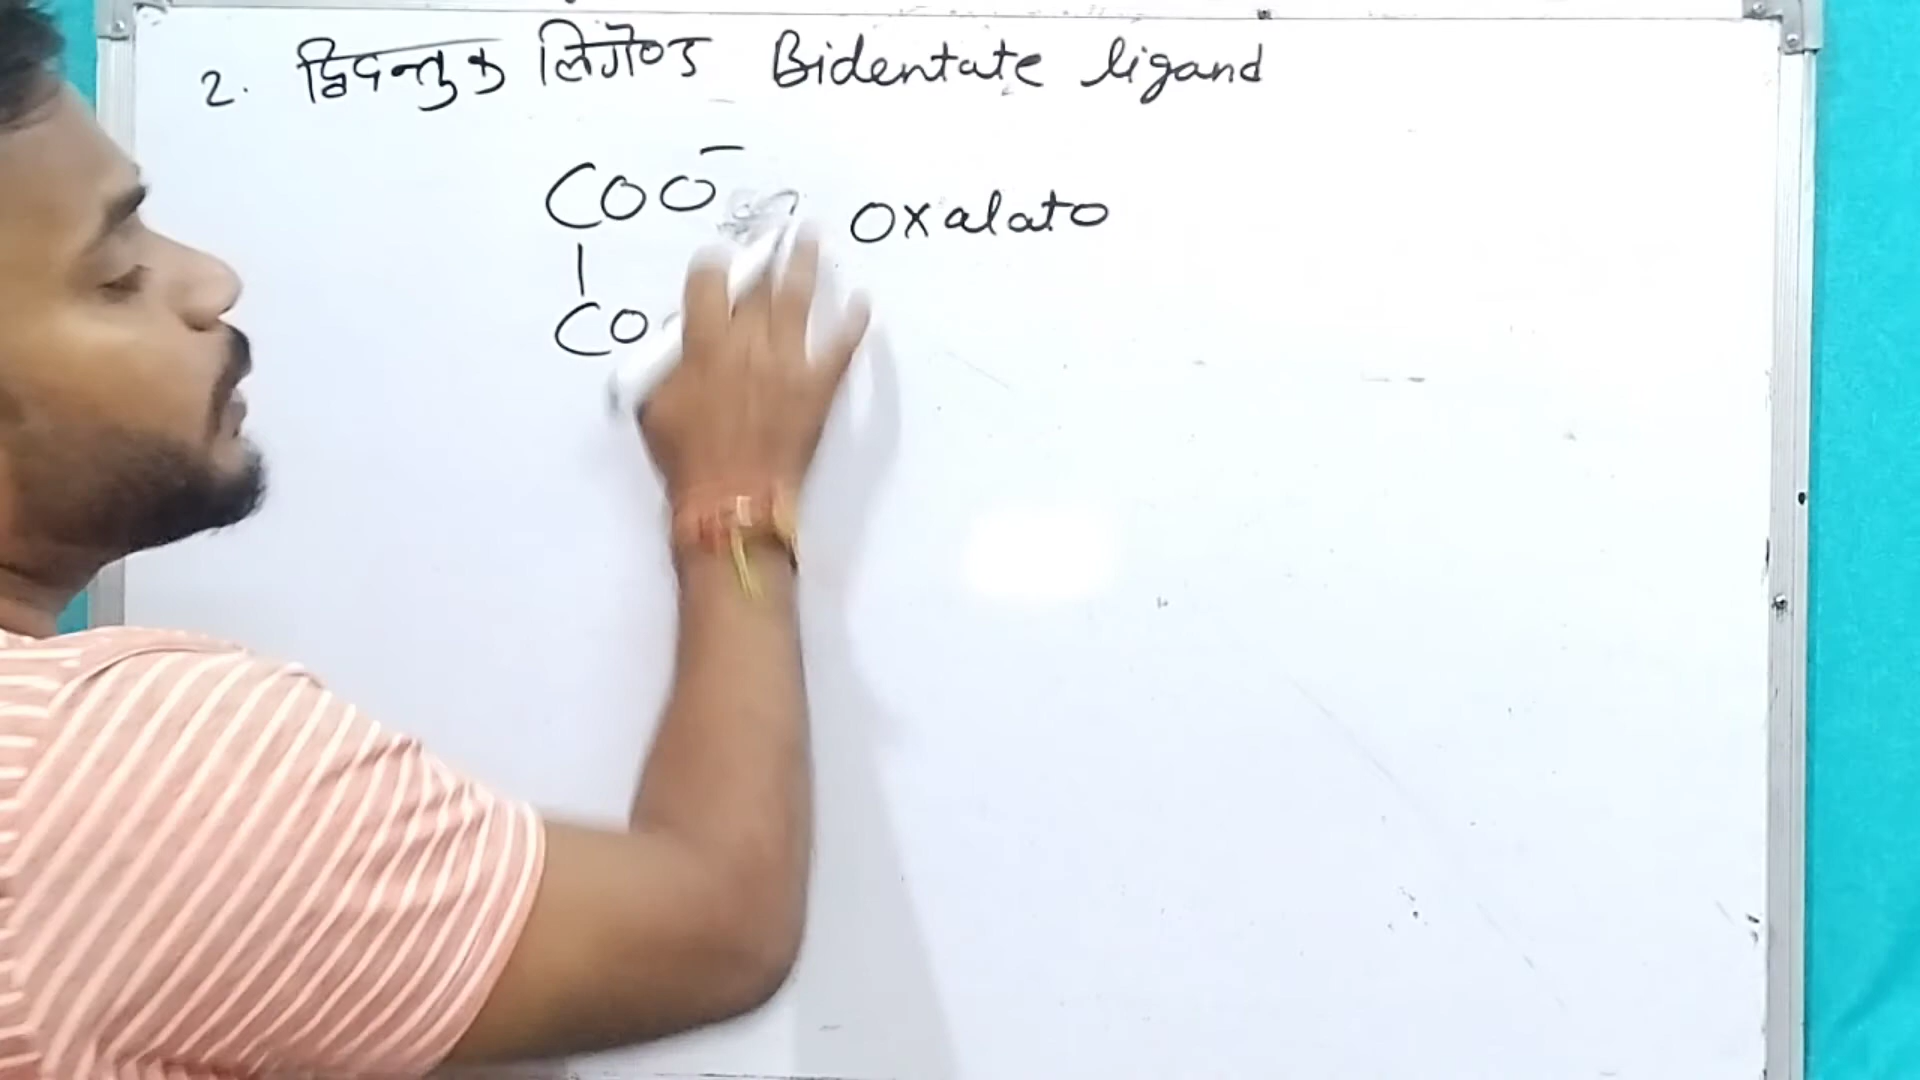 2. द्विदन्तुक लिगैण्ड Bidentate ligand
COO⁻ Oxalato
|
CO